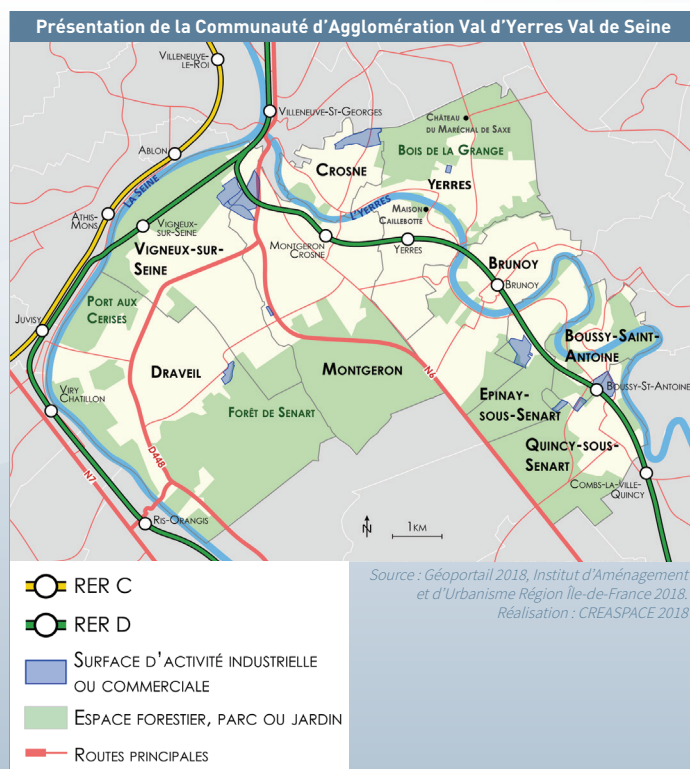 Présentation de la Communauté d'Agglomération Val d'Yerres Val de Seine
VILLENEUVE-
LE-ROI
VILLENEUVE-ST-GEORGES
CHÂTEAU
DU MARÉCHAL DE SAXE
ABLON
CROSNE
BOIS DE LA GRANGE
YERRES
LA SEINE
L'YERRES
MAISON
CAILLEBOTTE
ATHIS-
MONS
VIGNEUX-
SUR-SEINE
MONTGERON
CROSNE
YERRES
VIGNEUX-SUR-
SEINE
BRUNOY
BRUNOY
PORT AUX
CERISES
JUVISY
BOUSSY-SAINT-
ANTOINE
DRAVEIL
MONTGERON
N6
BOUSSY-ST-ANTOINE
VIRY
CHATILLON
EPINAY-
SOUS-SENART
FORÊT DE SENART
QUINCY-SOUS-
SENART
D448
N7
COMBS-LA-VILLE-
QUINCY
RIS-ORANGIS
N
1KM
Source : Géoportail 2018, Institut d'Aménagement
et d'Urbanisme Région Île-de-France 2018.
Réalisation : CREASPACE 2018
RER C
RER D
SURFACE D'ACTIVITÉ INDUSTRIELLE
OU COMMERCIALE
ESPACE FORESTIER, PARC OU JARDIN
ROUTES PRINCIPALES